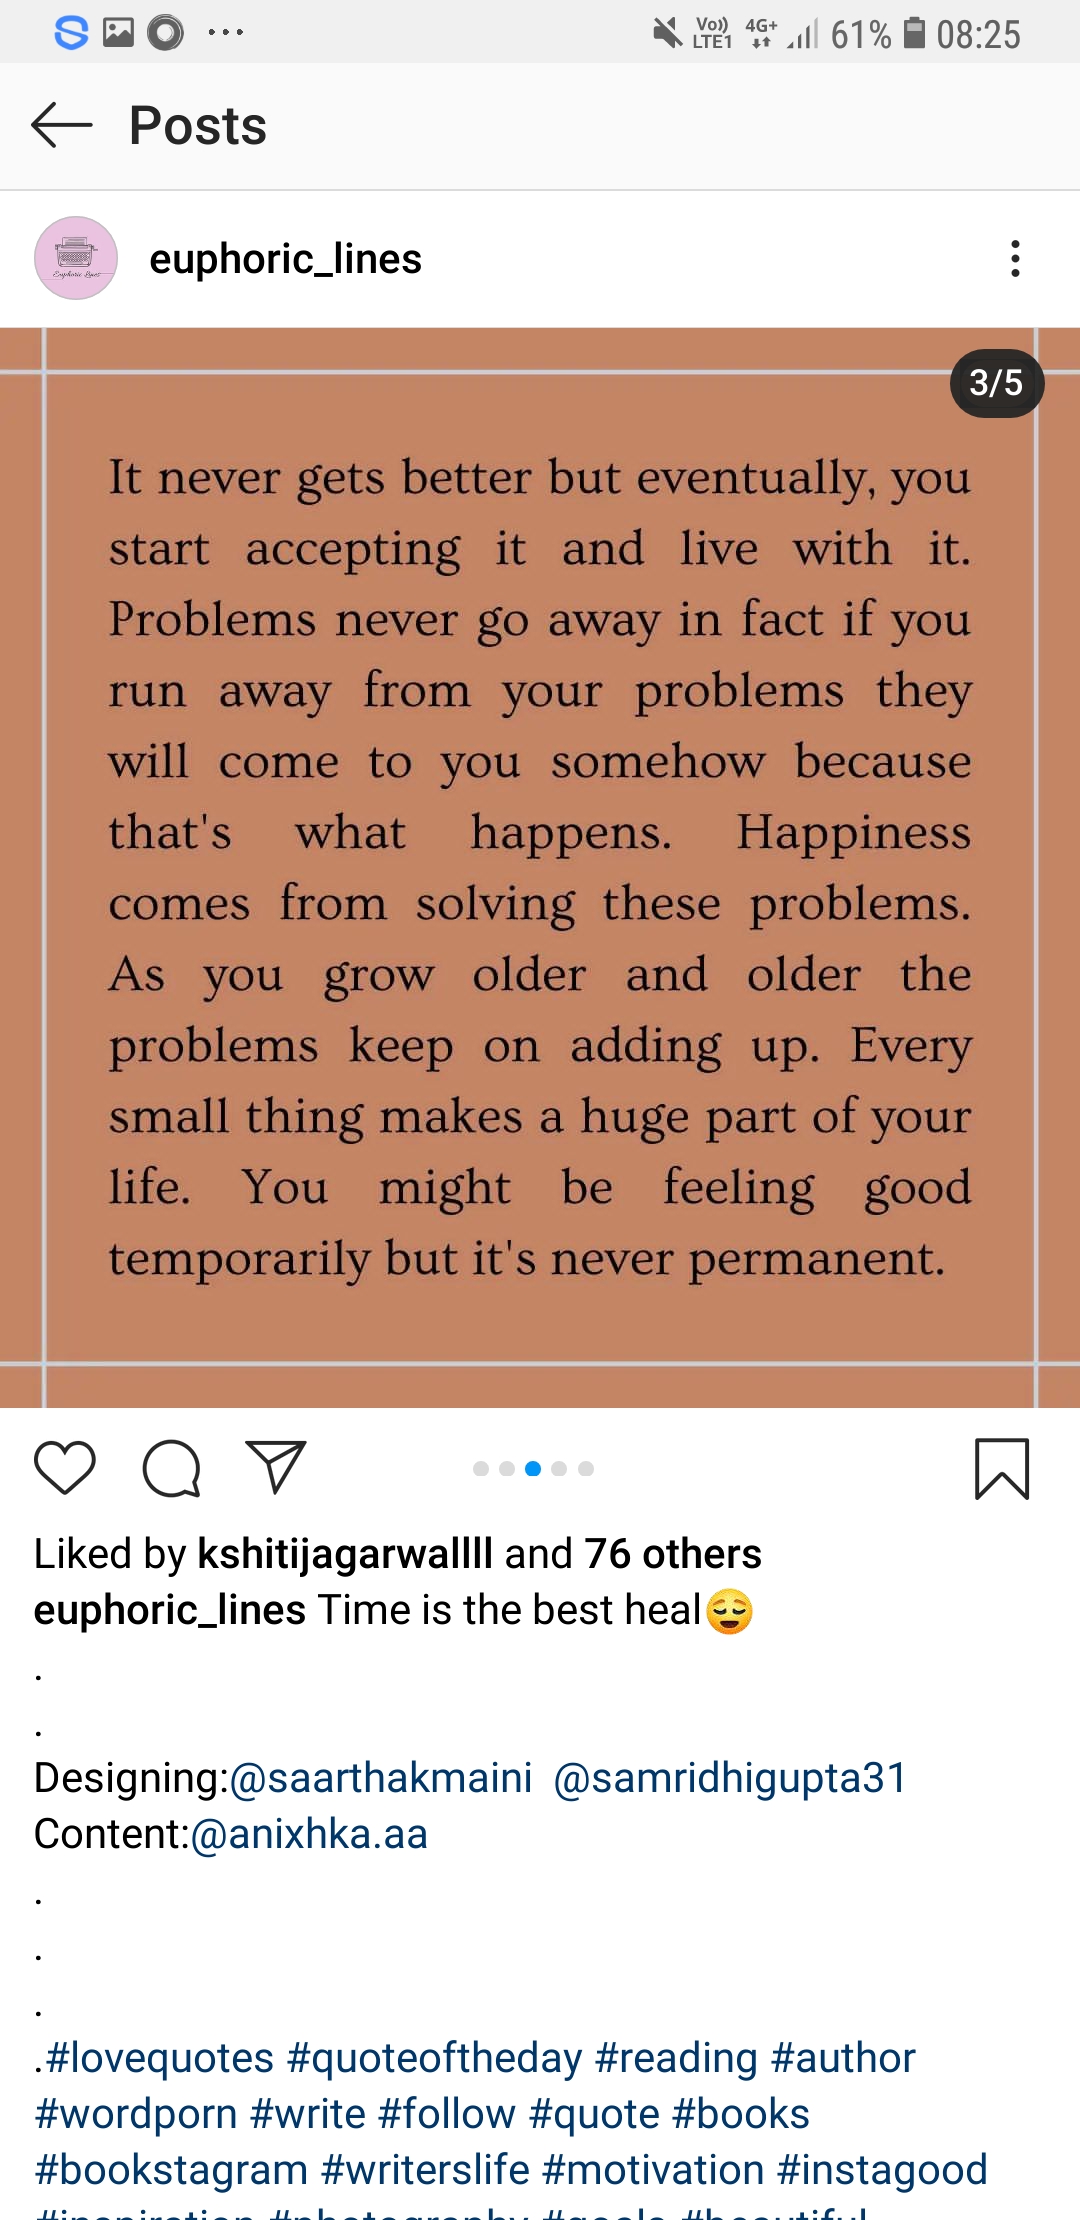 Vo)) LTE1 4G+ 61% 08:25
Posts
euphoric_lines
3/5
It never gets better but eventually, you
start accepting it and live with it.
Problems never go away in fact if you
run away from your problems they
will come to you somehow because
that's what happens. Happiness
comes from solving these problems.
As you grow older and older the
problems keep on adding up. Every
small thing makes a huge part of your
life. You might be feeling good
temporarily but it's never permanent.
Liked by kshitijagarwallll and 76 others
euphoric_lines Time is the best heal😌
.
.
Designing:@saarthakmaini @samridhigupta31
Content:@anixhka.aa
.
.
.
.#lovequotes #quoteoftheday #reading #author
#wordporn #write #follow #quote #books
#bookstagram #writerslife #motivation #instagood
#inspiration #photography #goals #beautiful